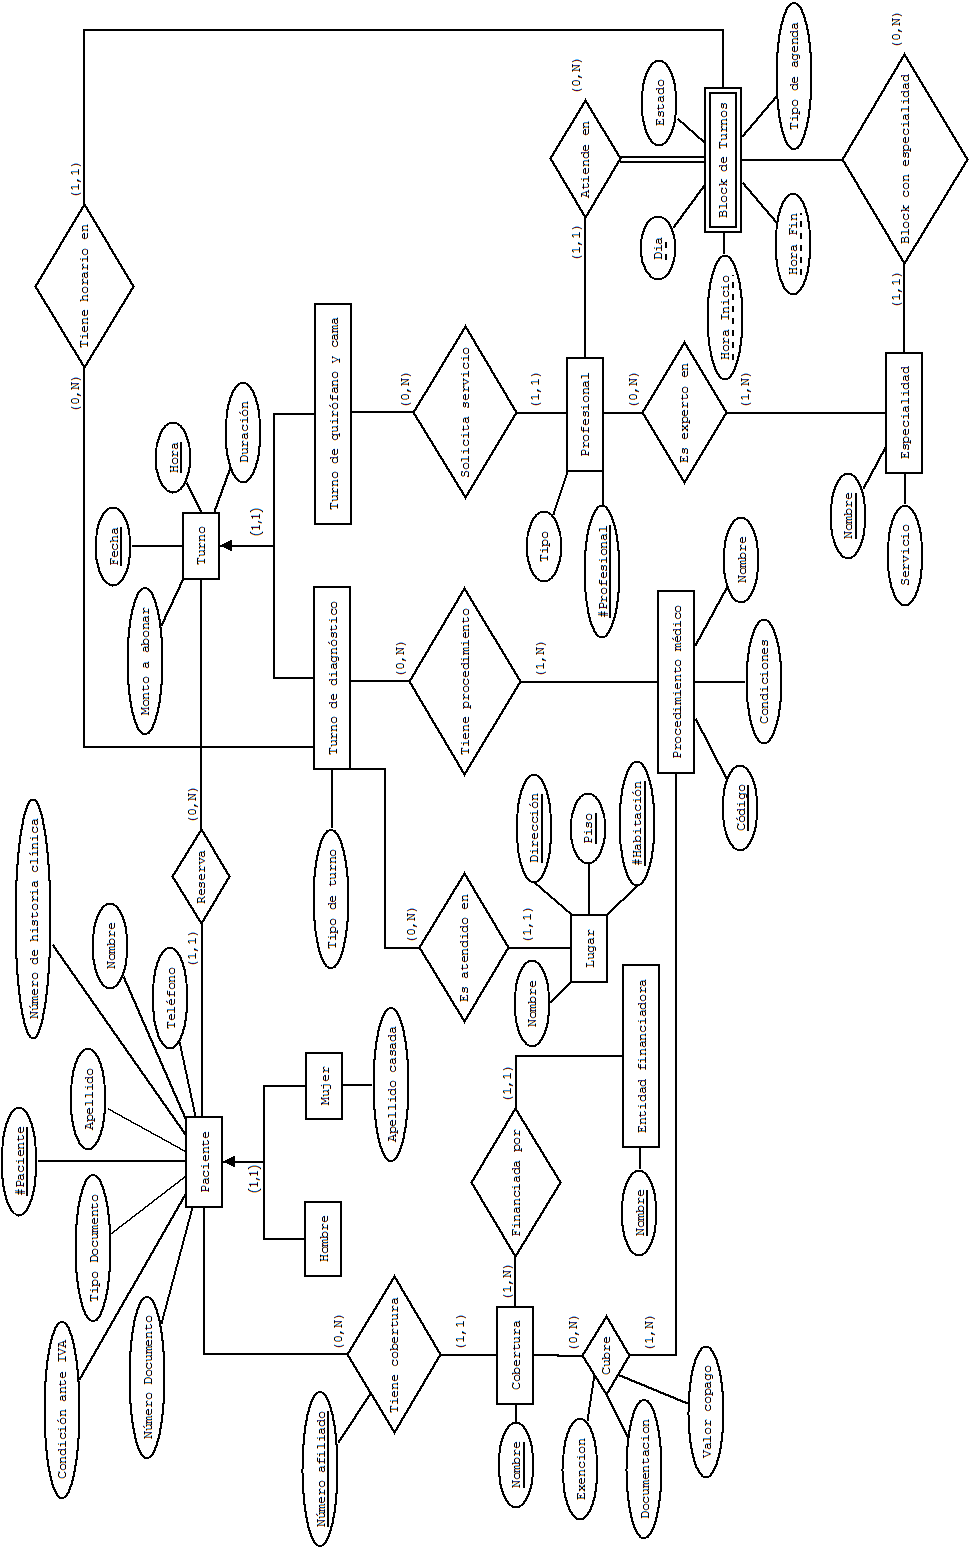 #Paciente
Número de historia clínica
Condición ante IVA
(0,N)
(1,1)
Tiene horario en
Apellido
Tipo Documento
Nombre
Fecha
Número Documento
Monto a abonar
Teléfono
Hora
(1,1)
(0,N)
Paciente
Reserva
Turno
Duración
(1,1)
(1,1)
Número afiliado
Hombre
Mujer
Tipo de turno
Turno de diagnóstico
Turno de quirófano y cama
(0,N)
Apellido casada
Tiene cobertura
(0,N)
(0,N)
(0,N)
(1,1)
Es atendido en
Tiene procedimiento
Solicita servicio
(1,N)
(1,1)
Nombre
Cobertura
Financiada por
(1,1)
(1,N)
(1,1)
Nombre
Dirección
Tipo
(0,N)
(1,1)
(0,N)
Exencion
Lugar
Piso
Profesional
Atiende en
Cubre
#Profesional
Documentacion
(1,N)
Nombre
Entidad financiadora
#Habitación
(0,N)
Día
Estado
Procedimiento médico
Es experto en
Valor copago
Código
Nombre
Hora Inicio
Block de Turnos
(1,N)
Condiciones
Hora Fin
Tipo de agenda
Nombre
(1,1)
(0,N)
Servicio
Especialidad
Block con especialidad